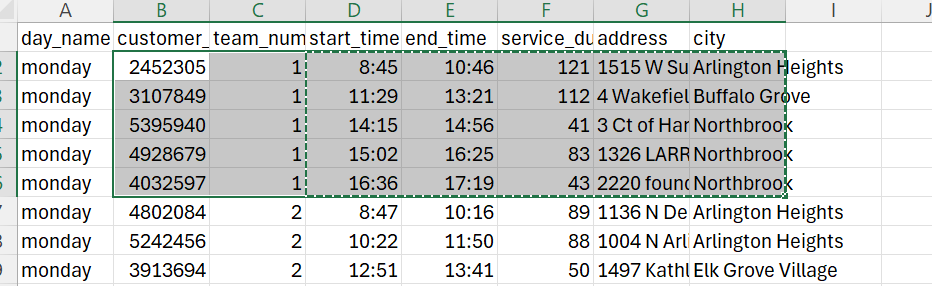 A B C D E F G H I J
day_name customer_ team_num start_time end_time service_du address city
2 monday 2452305 1 8:45 10:46 121 1515 W Su Arlington Heights
3 monday 3107849 1 11:29 13:21 112 4 Wakefiel Buffalo Grove
monday 5395940 1 14:15 14:56 41 3 Ct of Har Northbrook
5 monday 4928679 1 15:02 16:25 83 1326 LARR Northbrook
6 monday 4032597 1 16:36 17:19 43 2220 found Northbrook
monday 4802084 2 8:47 10:16 89 1136 N De Arlington Heights
8 monday 5242456 2 10:22 11:50 88 1004 N Arli Arlington Heights
9 monday 3913694 2 12:51 13:41 50 1497 Kathl Elk Grove Village